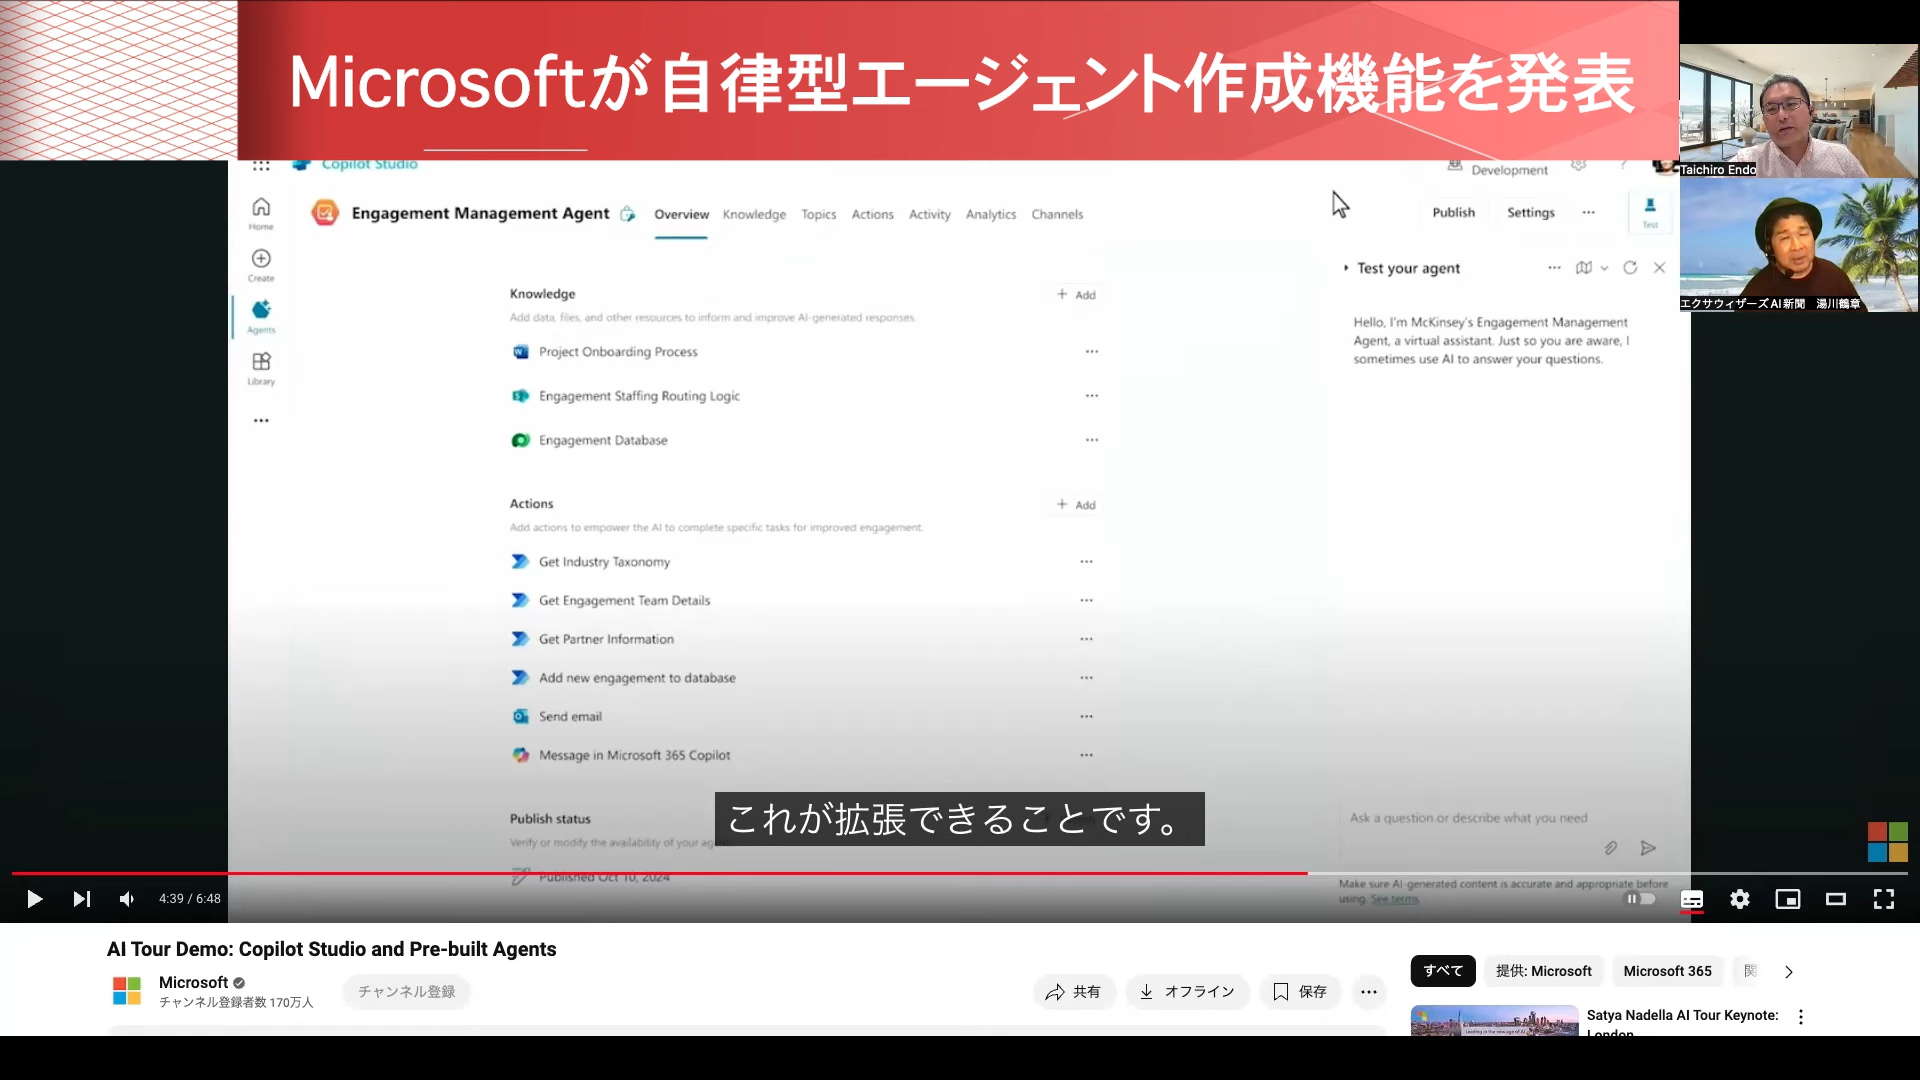 Microsoftが自律型エージェント作成機能を発表
Taichiro Endo
エクサウィザーズAI新聞 湯川鶴章
Copilot Studio
Development
Engagement Management Agent
Overview Knowledge Topics Actions Activity Analytics Channels
Publish Settings ... Test
Home
Create
Agents
Library
Knowledge
+ Add
Add data, files, and other resources to inform and improve AI-generated responses.
Project Onboarding Process
Engagement Staffing Routing Logic
Engagement Database
Actions
+ Add
Add actions to empower the AI to complete specific tasks for improved engagement.
Get Industry Taxonomy
Get Engagement Team Details
Get Partner Information
Add new engagement to database
Send email
Message in Microsoft 365 Copilot
Publish status
Verify or modify the availability of your
Published Oct 10, 2024
Test your agent
Hello, I'm McKinsey's Engagement Management
Agent, a virtual assistant. Just so you are aware, I
sometimes use AI to answer your questions.
Ask a question or describe what you need
Make sure AI-generated content is accurate and appropriate before
using. See terms
これが拡張できることです。
4:39 / 6:48
AI Tour Demo: Copilot Studio and Pre-built Agents
Microsoft
チャンネル登録者数 170万人
チャンネル登録
共有
オフライン
保存
すべて
提供: Microsoft
Microsoft 365
関
Satya Nadella AI Tour Keynote:
London